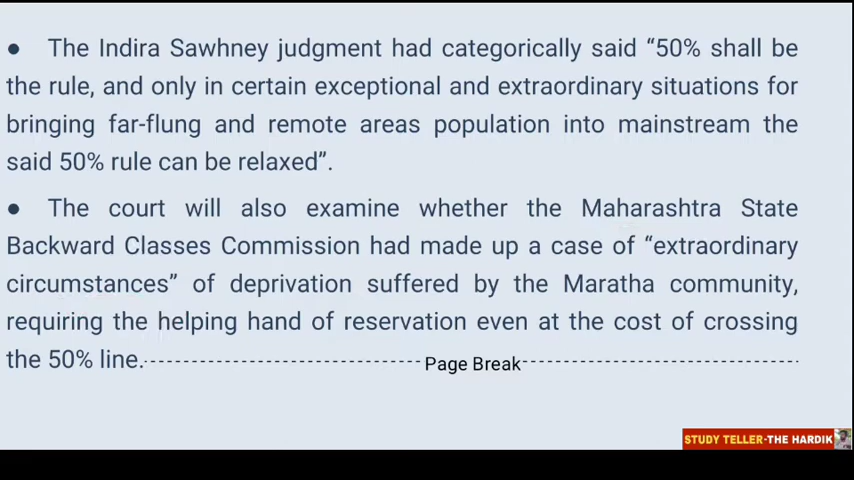 ● The Indira Sawhney judgment had categorically said “50% shall be
the rule, and only in certain exceptional and extraordinary situations for
bringing far-flung and remote areas population into mainstream the
said 50% rule can be relaxed”.
● The court will also examine whether the Maharashtra State
Backward Classes Commission had made up a case of “extraordinary
circumstances” of deprivation suffered by the Maratha community,
requiring the helping hand of reservation even at the cost of crossing
the 50% line.
Page Break
STUDY TELLER-THE HARDIK